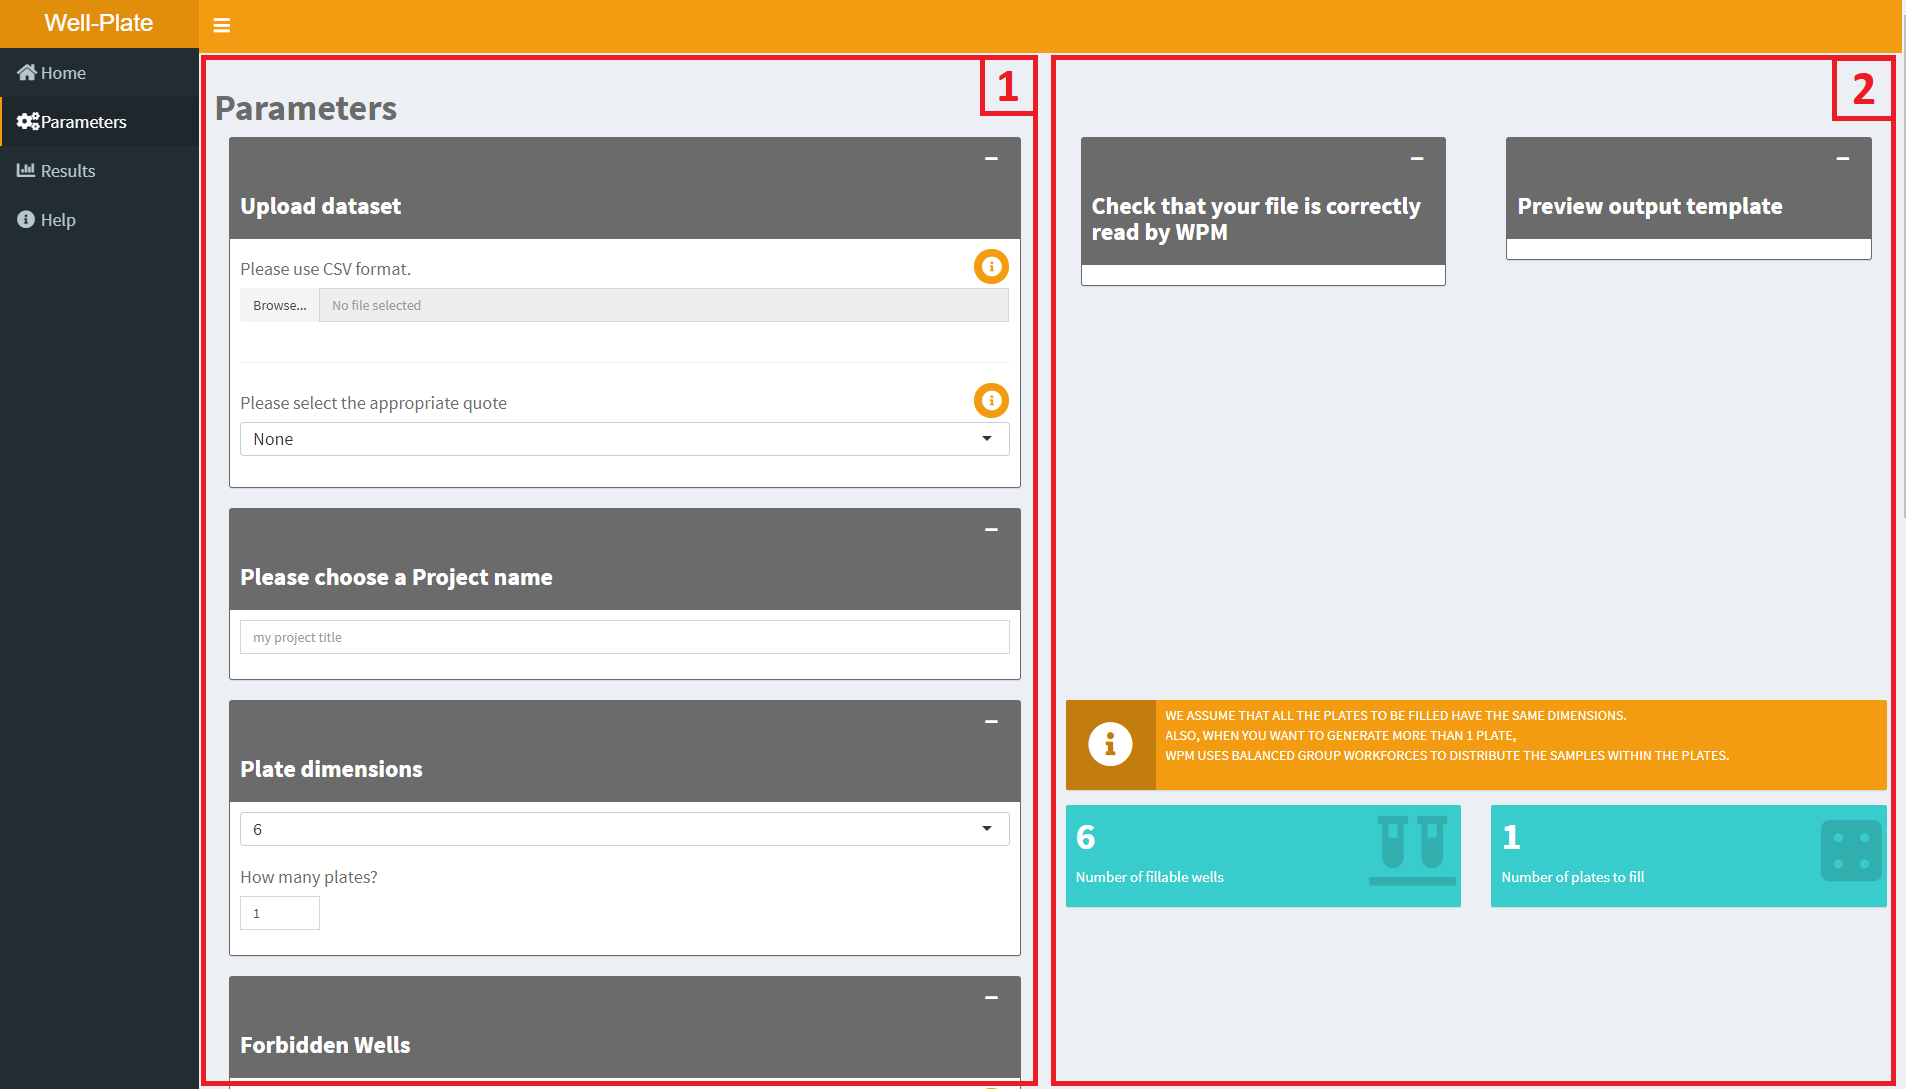 Well-Plate
Home
Parameters
Results
Help
1
Parameters
Upload dataset
Please use CSV format.
Browse...
No file selected
Please select the appropriate quote
None
Please choose a Project name
my project title
Plate dimensions
6
How many plates?
1
Forbidden Wells
2
Check that your file is correctly
read by WPM
Preview output template
WE ASSUME THAT ALL THE PLATES TO BE FILLED HAVE THE SAME DIMENSIONS.
ALSO, WHEN YOU WANT TO GENERATE MORE THAN 1 PLATE,
WPM USES BALANCED GROUP WORKFORCES TO DISTRIBUTE THE SAMPLES WITHIN THE PLATES.
6
Number of fillable wells
1
Number of plates to fill